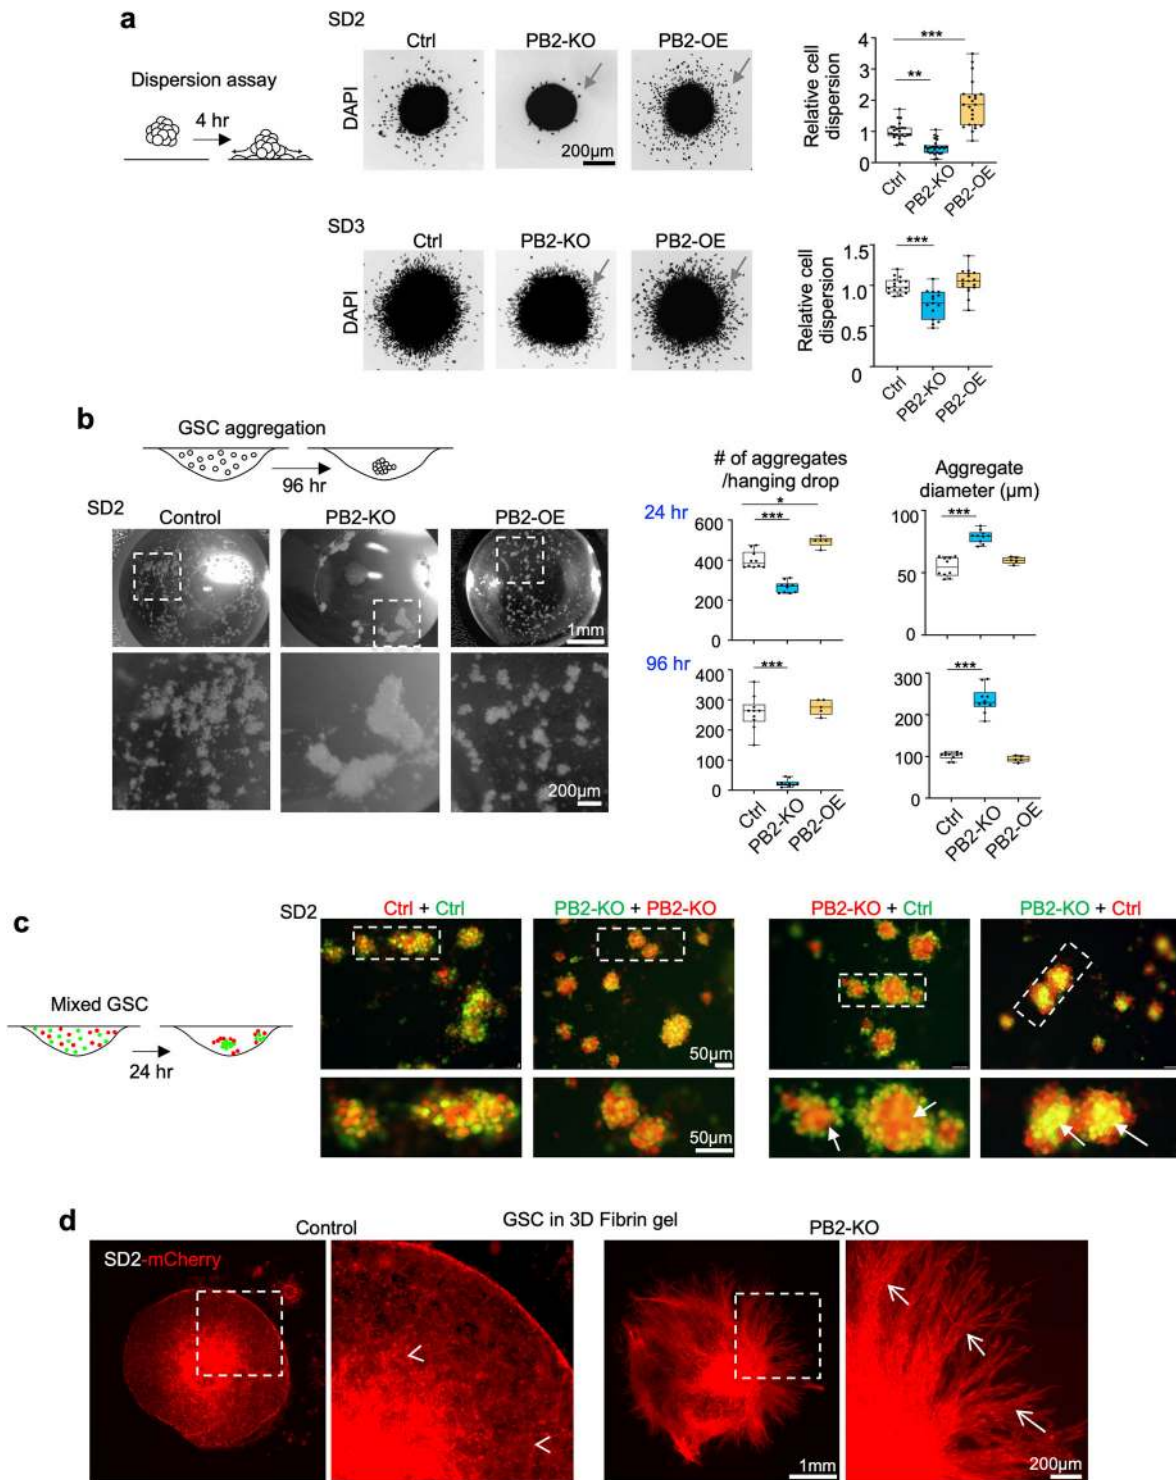 a
SD2
Ctrl PB2-KO PB2-OE
Dispersion assay
4 hr
DAPI
200µm
Relative cell
dispersion
4
3
2
1
0
***
**
Ctrl
PB2-KO
PB2-OE
SD3
Ctrl PB2-KO PB2-OE
DAPI
Relative cell
dispersion
1.5
1.0
0.5
0
***
Ctrl
PB2-KO
PB2-OE
b
GSC aggregation
96 hr
SD2
Control PB2-KO PB2-OE
1mm
200µm
# of aggregates
/hanging drop
24 hr
600
400
200
0
*
***
Aggregate
diameter (µm)
100
50
0
***
96 hr
400
300
200
100
0
***
Ctrl
PB2-KO
PB2-OE
300
200
100
0
***
Ctrl
PB2-KO
PB2-OE
c
SD2
Ctrl + Ctrl PB2-KO + PB2-KO PB2-KO + Ctrl PB2-KO + Ctrl
Mixed GSC
24 hr
50µm
50µm
d
GSC in 3D Fibrin gel
Control PB2-KO
SD2-mCherry
1mm
200µm